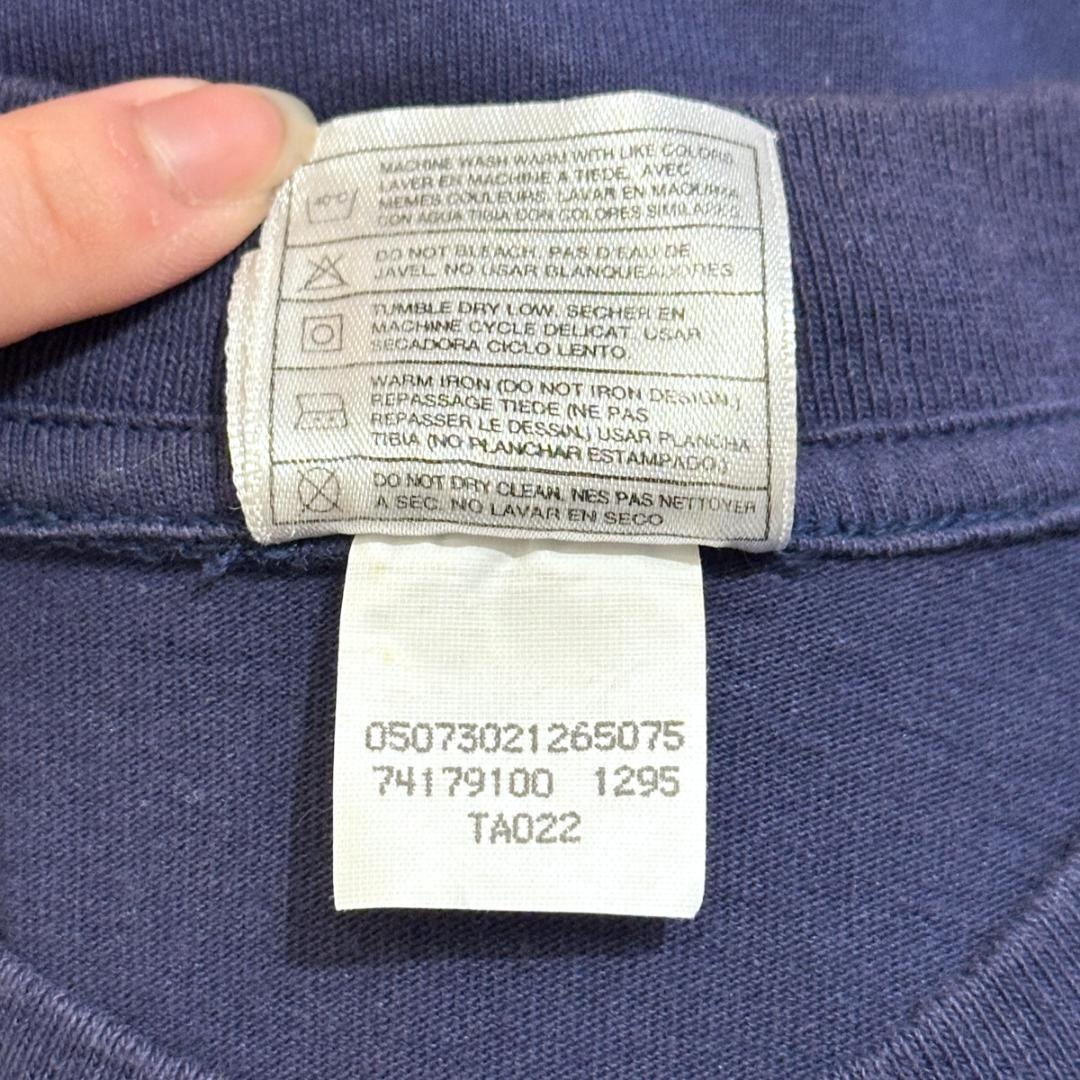 MACHINE WASH WARM WITH LIKE COLORS.
LAVER EN MACHINE A TIEDE, AVEC
MEMES COULEURS. LAVAR EN MAQUINA
CON AGUA TIBIA CON COLORES SIMILARES.
40°C
DO NOT BLEACH. PAS D'EAU DE
JAVEL. NO USAR BLANQUEADORES
TUMBLE DRY LOW. SECHER EN
MACHINE CYCLE DELICAT. USAR
SECADORA CICLO LENTO.
WARM IRON (DO NOT IRON DESIGN.)
REPASSAGE TIEDE (NE PAS
REPASSER LE DESSIN.) USAR PLANCHA
TIBIA (NO PLANCHAR ESTAMPADO.)
DO NOT DRY CLEAN. NES PAS NETTOYER
A SEC. NO LAVAR EN SECO
05073021265075
74179100 1295
TA022